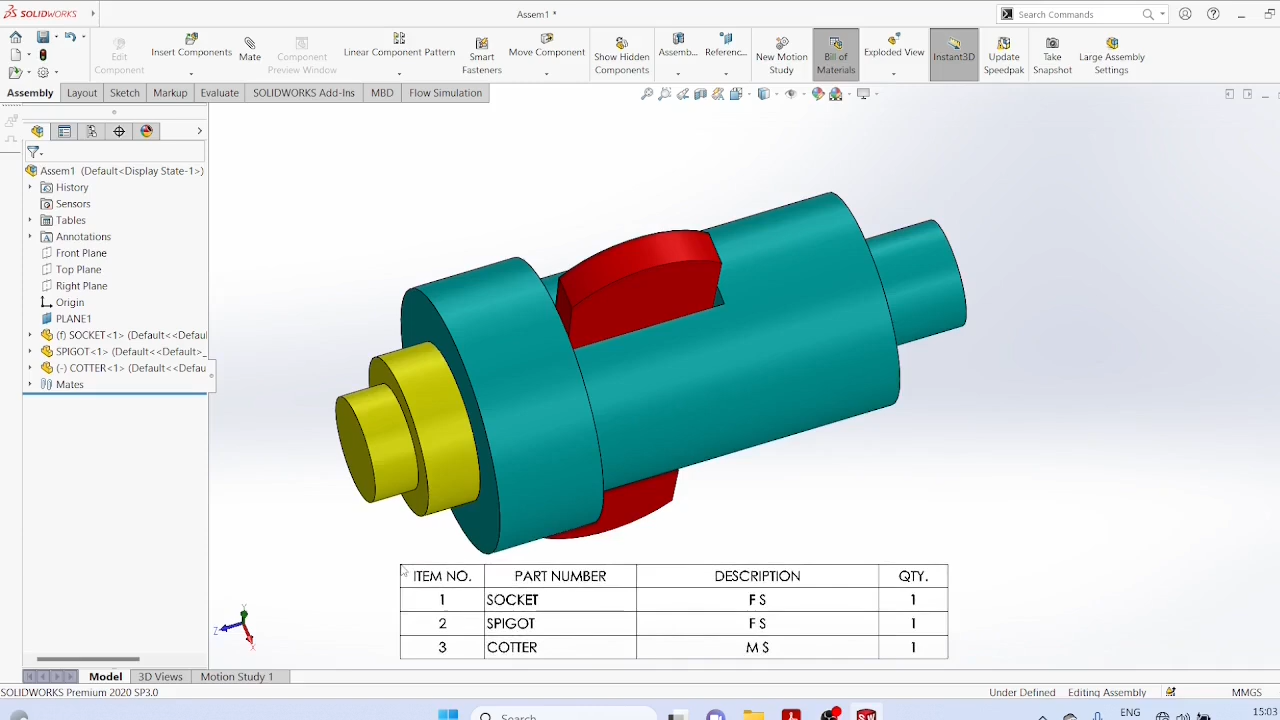 SOLIDWORKS
Assem1 *
Search Commands
Edit Component
Insert Components
Mate
Component Preview Window
Linear Component Pattern
Smart Fasteners
Move Component
Show Hidden Components
Assemb...
Referenc...
New Motion Study
Bill of Materials
Exploded View
Instant3D
Update Speedpak
Take Snapshot
Large Assembly Settings
Assembly Layout Sketch Markup Evaluate SOLIDWORKS Add-Ins MBD Flow Simulation
Assem1 (Default<Display State-1>)
History
Sensors
Tables
Annotations
Front Plane
Top Plane
Right Plane
Origin
PLANE1
(f) SOCKET<1> (Default<<Defaul
SPIGOT<1> (Default<<Default>_
(-) COTTER<1> (Default<<Defau
Mates
ITEM NO. PART NUMBER DESCRIPTION QTY.
1 SOCKET F S 1
2 SPIGOT F S 1
3 COTTER M S 1
Z
X
Model 3D Views Motion Study 1
SOLIDWORKS Premium 2020 SP3.0
Under Defined Editing Assembly MMGS
Search
ENG
15:03